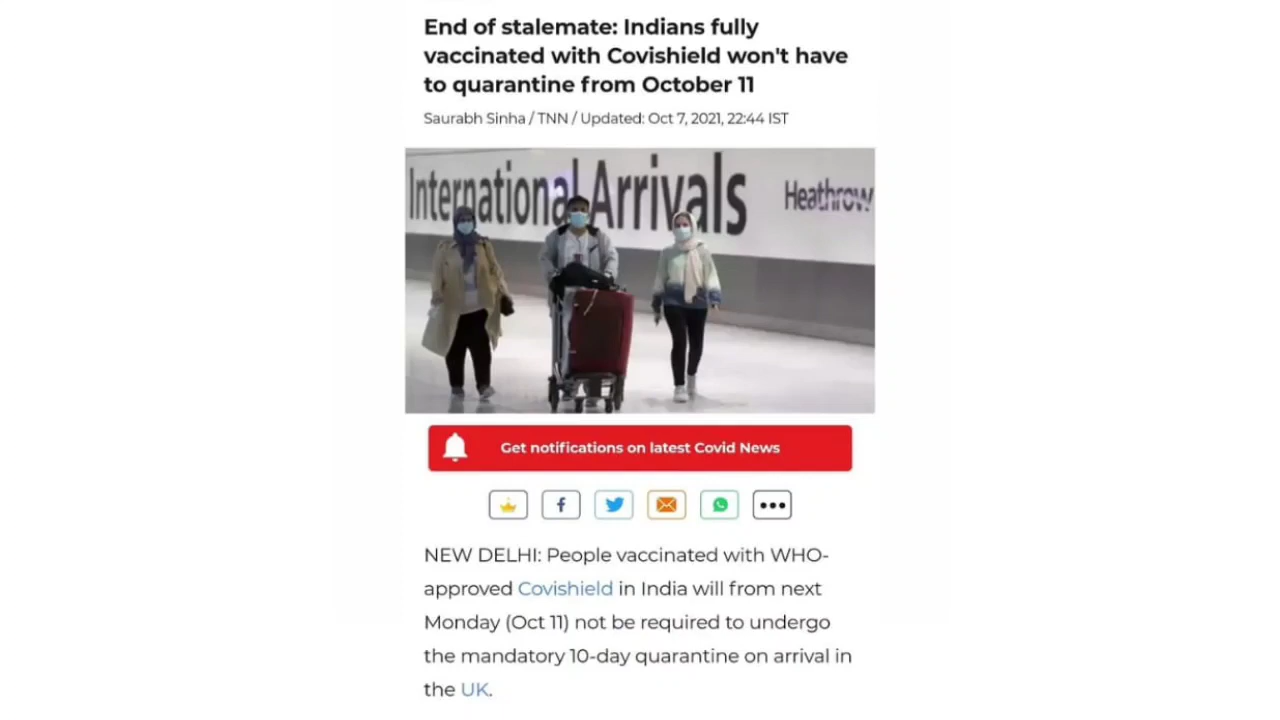 End of stalemate: Indians fully
vaccinated with Covishield won't have
to quarantine from October 11
Saurabh Sinha / TNN / Updated: Oct 7, 2021, 22:44 IST
International Arrivals Heathrow
Get notifications on latest Covid News
NEW DELHI: People vaccinated with WHO-
approved Covishield in India will from next
Monday (Oct 11) not be required to undergo
the mandatory 10-day quarantine on arrival in
the UK.